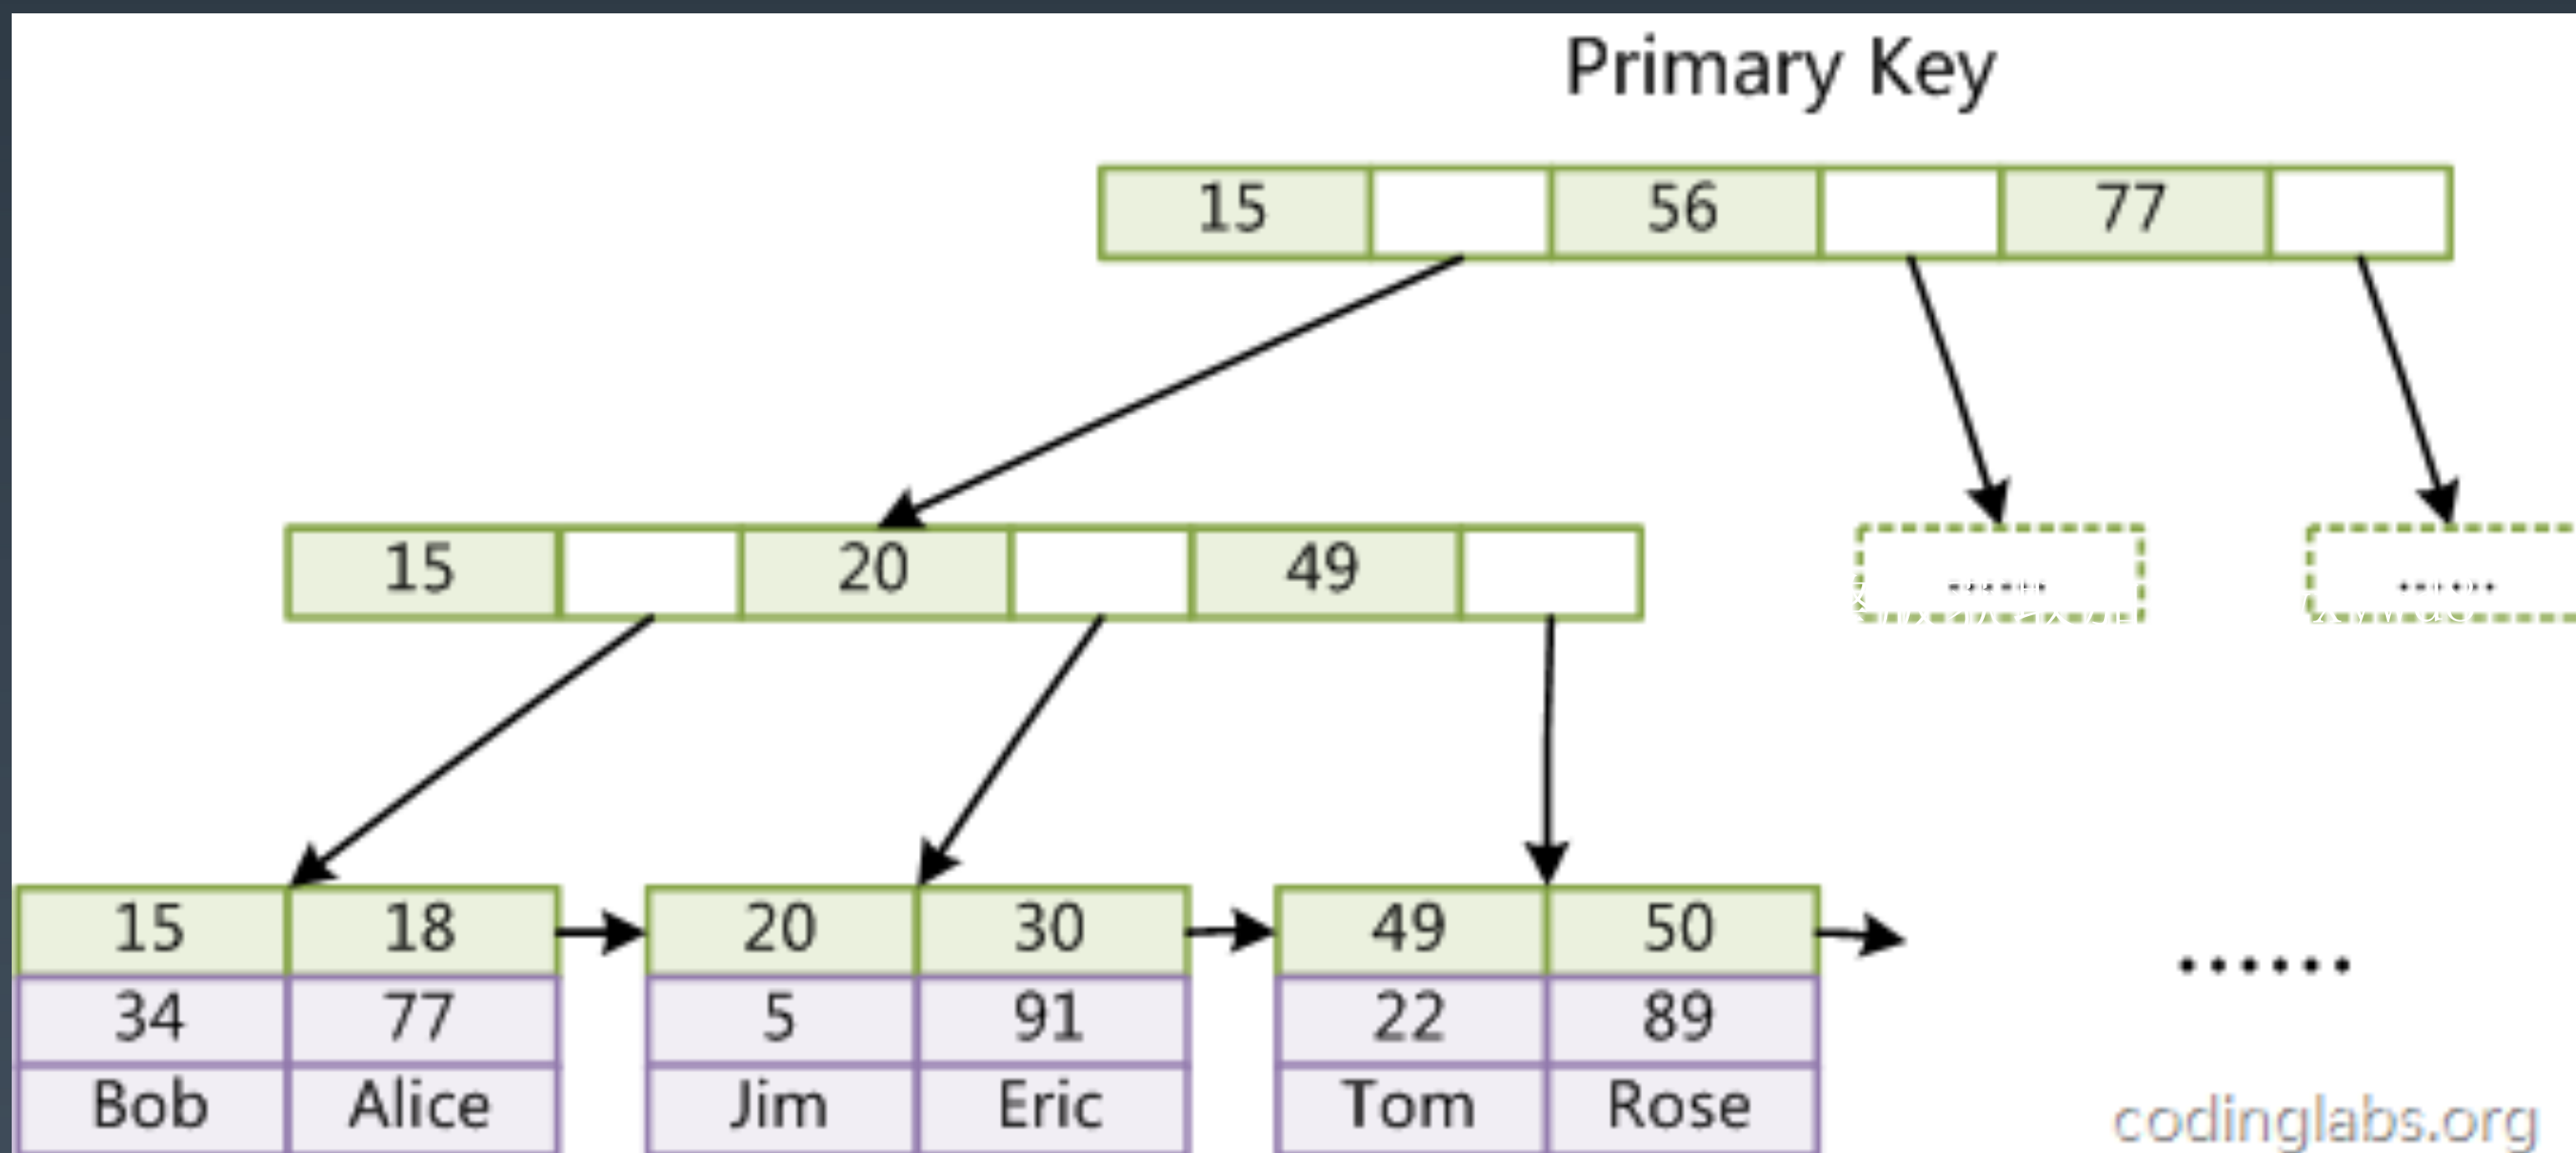 Primary Key
15 56 77
15 20 49
...... ......
15 18 20 30 49 50
34 77 5 91 22 89
......
Bob Alice Jim Eric Tom Rose
codinglabs.org